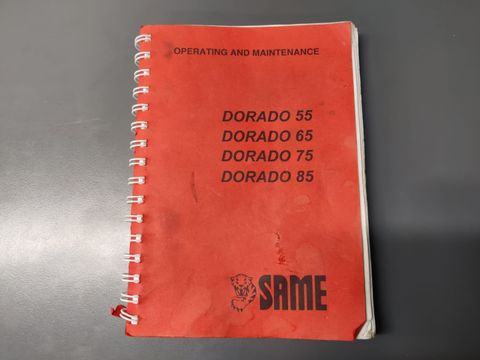 OPERATING AND MAINTENANCE
DORADO 55
DORADO 65
DORADO 75
DORADO 85
SAME